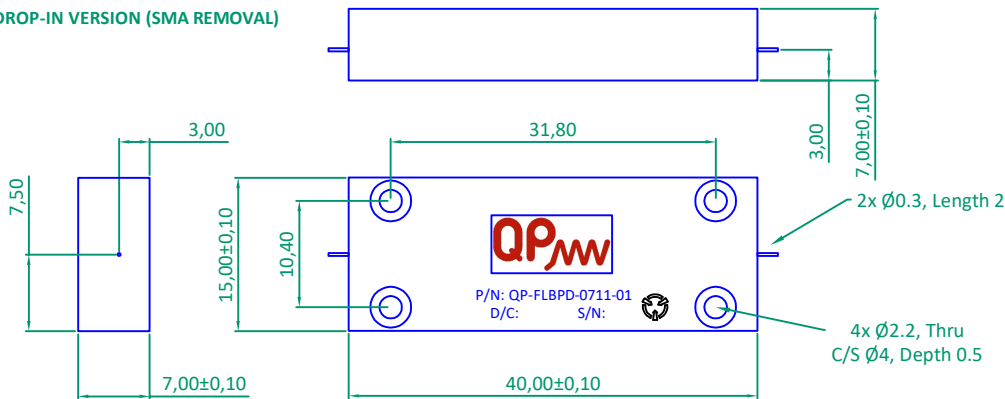 DROP-IN VERSION (SMA REMOVAL)
3,00
7,00±0,10
3,00
31,80
7,50
15,00±0,10
10,40
2x Ø0.3, Length 2
QP
P/N: QP-FLBPD-0711-01
D/C: S/N:
4x Ø2.2, Thru
C/S Ø4, Depth 0.5
7,00±0,10
40,00±0,10